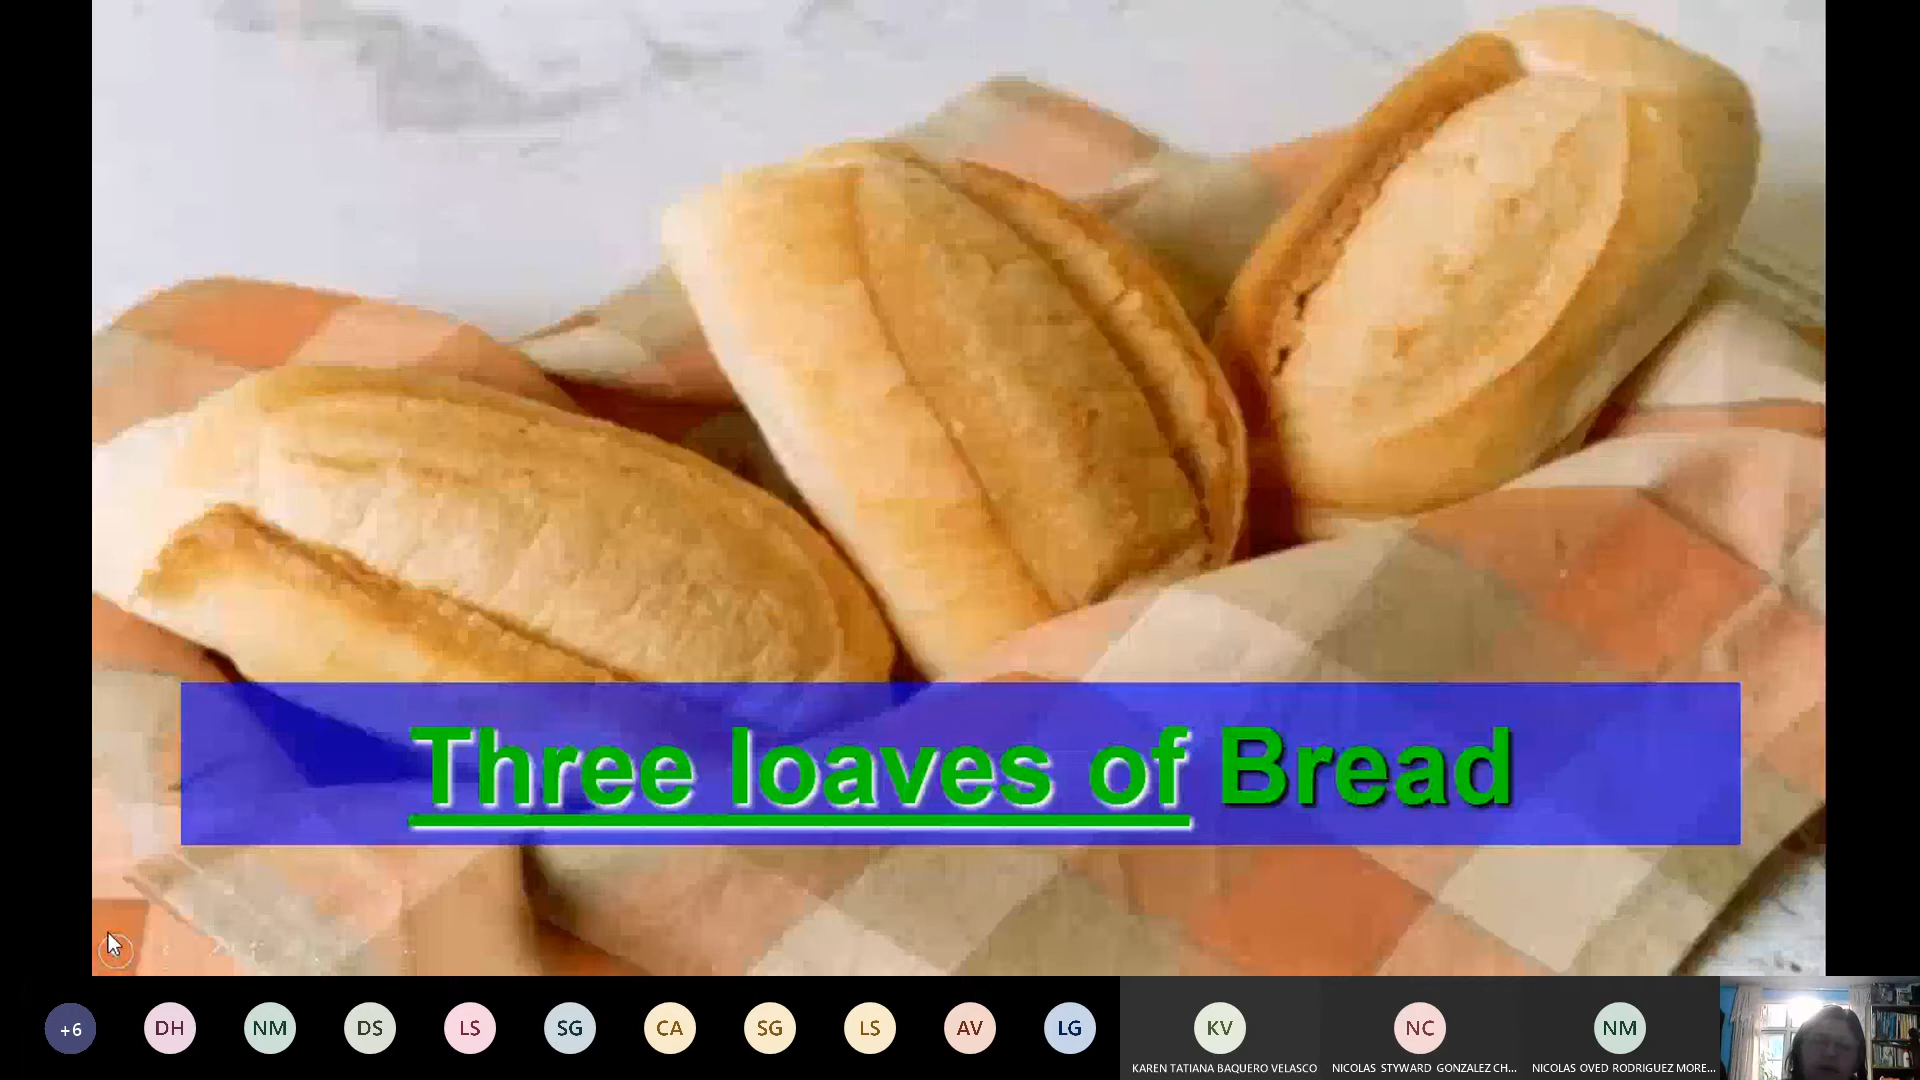 Three loaves of Bread
+6
DH
NM
DS
LS
SG
CA
SG
LS
AV
LG
KV
NC
NM
KAREN TATIANA BAQUERO VELASCO
NICOLAS STYWARD GONZALEZ CH...
NICOLAS OVED RODRIGUEZ MORE...